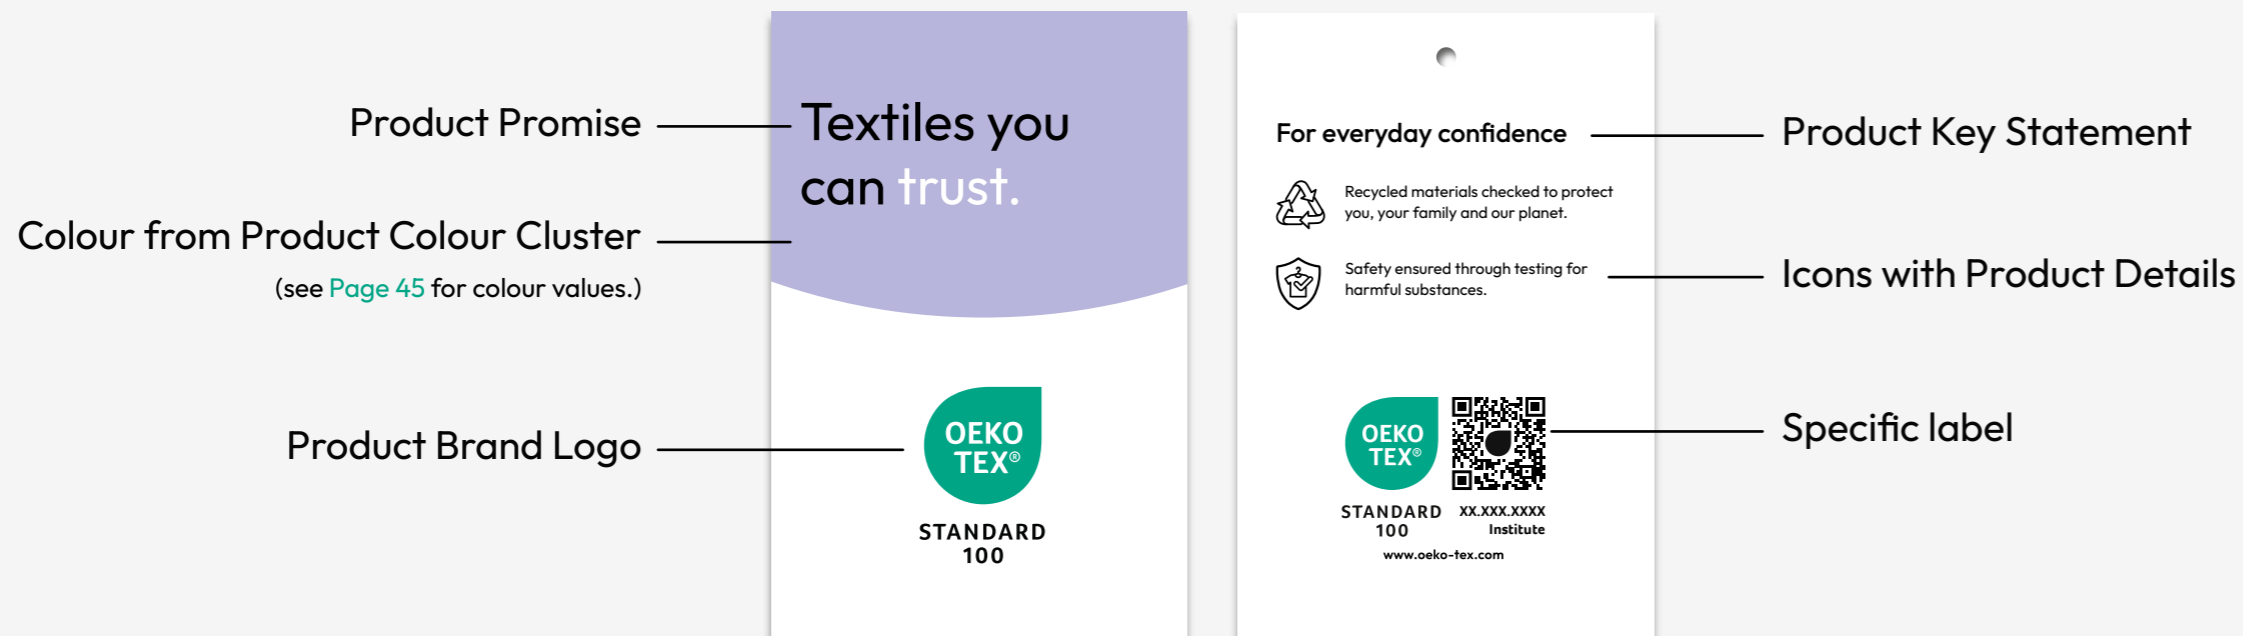 Product Promise
Colour from Product Colour Cluster
(see Page 45 for colour values.)
Product Brand Logo
Textiles you
can trust.
OEKO
TEX®
STANDARD
100
For everyday confidence
Recycled materials checked to protect
you, your family and our planet.
Safety ensured through testing for
harmful substances.
OEKO
TEX®
STANDARD
100
XX.XXX.XXXX
Institute
www.oeko-tex.com
Product Key Statement
Icons with Product Details
Specific label